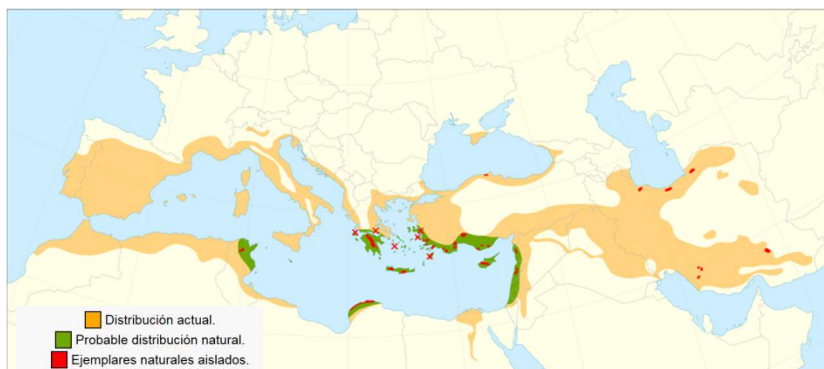 Distribución actual.
Probable distribución natural.
Ejemplares naturales aislados.